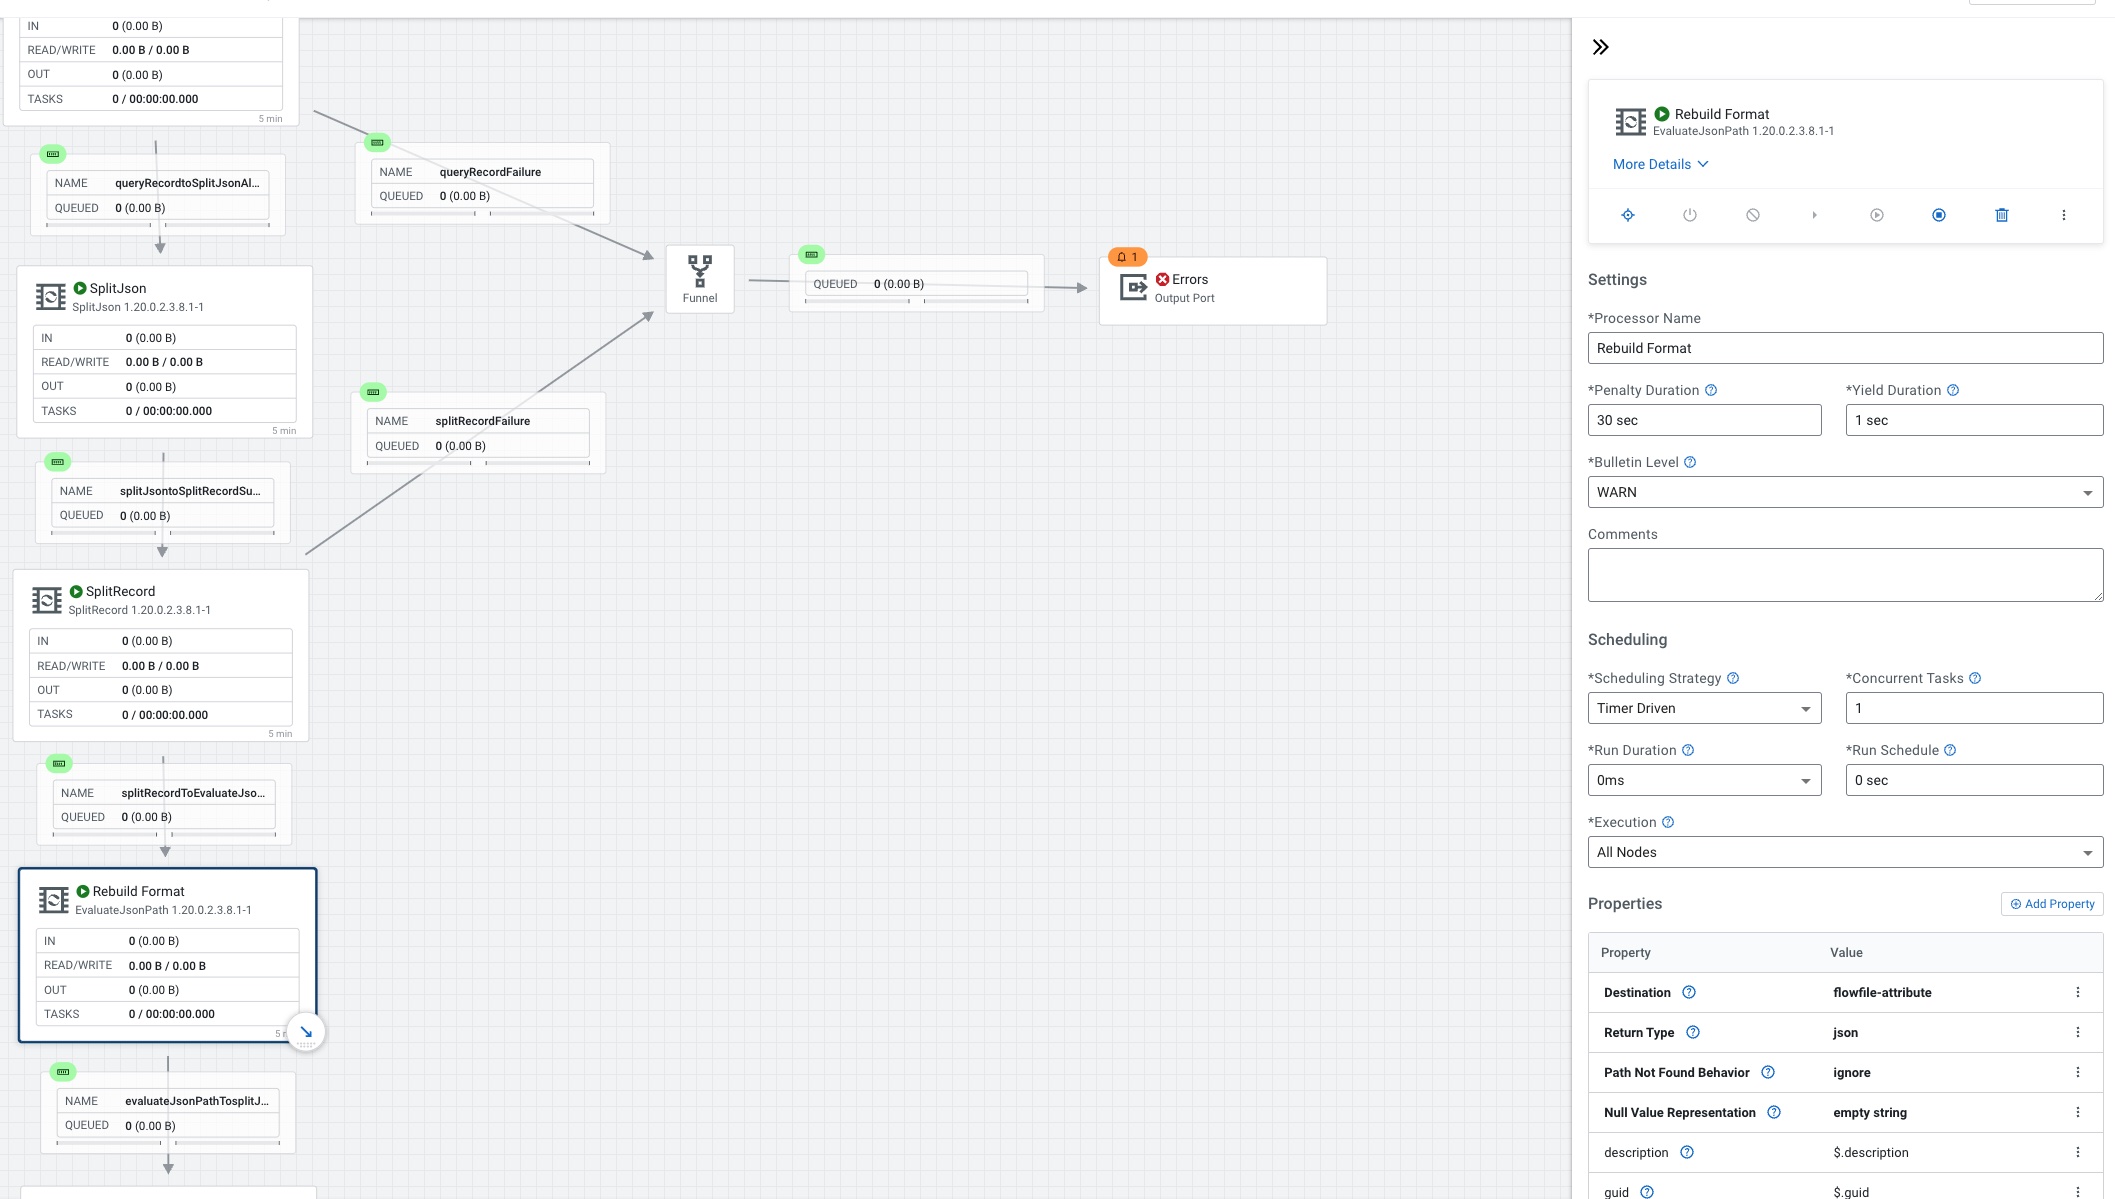 IN 0 (0.00 B)
READ/WRITE 0.00 B / 0.00 B
OUT 0 (0.00 B)
TASKS 0 / 00:00:00.000
5 min
NAME queryRecordtoSplitJsonAl...
QUEUED 0 (0.00 B)
NAME queryRecordFailure
QUEUED 0 (0.00 B)
Funnel
QUEUED 0 (0.00 B)
1
Errors
Output Port
SplitJson
SplitJson 1.20.0.2.3.8.1-1
IN 0 (0.00 B)
READ/WRITE 0.00 B / 0.00 B
OUT 0 (0.00 B)
TASKS 0 / 00:00:00.000
5 min
NAME splitRecordFailure
QUEUED 0 (0.00 B)
NAME splitJsontoSplitRecordSu...
QUEUED 0 (0.00 B)
SplitRecord
SplitRecord 1.20.0.2.3.8.1-1
IN 0 (0.00 B)
READ/WRITE 0.00 B / 0.00 B
OUT 0 (0.00 B)
TASKS 0 / 00:00:00.000
5 min
NAME splitRecordToEvaluateJso...
QUEUED 0 (0.00 B)
Rebuild Format
EvaluateJsonPath 1.20.0.2.3.8.1-1
IN 0 (0.00 B)
READ/WRITE 0.00 B / 0.00 B
OUT 0 (0.00 B)
TASKS 0 / 00:00:00.000
5
NAME evaluateJsonPathTosplitJ...
QUEUED 0 (0.00 B)
Rebuild Format
EvaluateJsonPath 1.20.0.2.3.8.1-1
More Details
Settings
*Processor Name
Rebuild Format
*Penalty Duration *Yield Duration
30 sec 1 sec
*Bulletin Level
WARN
Comments
Scheduling
*Scheduling Strategy *Concurrent Tasks
Timer Driven 1
*Run Duration *Run Schedule
0ms 0 sec
*Execution
All Nodes
Properties Add Property
Property Value
Destination flowfile-attribute
Return Type json
Path Not Found Behavior ignore
Null Value Representation empty string
description $.description
guid $.guid